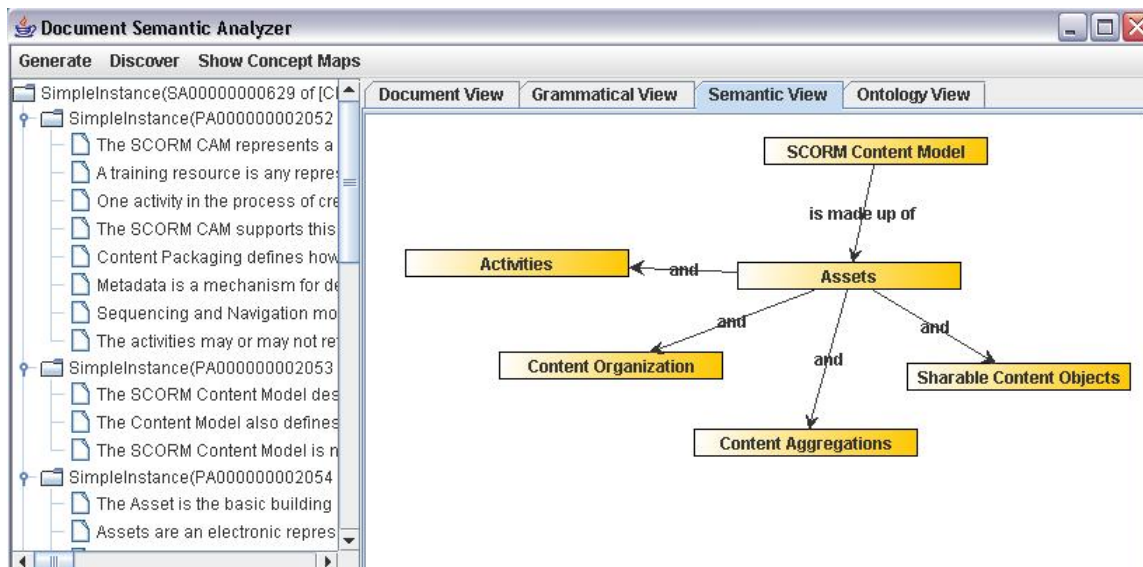 Document Semantic Analyzer
Generate Discover Show Concept Maps
SimpleInstance(SA00000000629 of [Cl
SimpleInstance(PA000000002052
The SCORM CAM represents a
A training resource is any repres
One activity in the process of cre
The SCORM CAM supports this
Content Packaging defines how
Metadata is a mechanism for de
Sequencing and Navigation mo
The activities may or may not re
SimpleInstance(PA000000002053
The SCORM Content Model des
The Content Model also defines
The SCORM Content Model is n
SimpleInstance(PA000000002054
The Asset is the basic building
Assets are an electronic repres
Document View Grammatical View Semantic View Ontology View
SCORM Content Model
is made up of
Activities
and
Assets
and
and
and
Content Organization
Sharable Content Objects
Content Aggregations